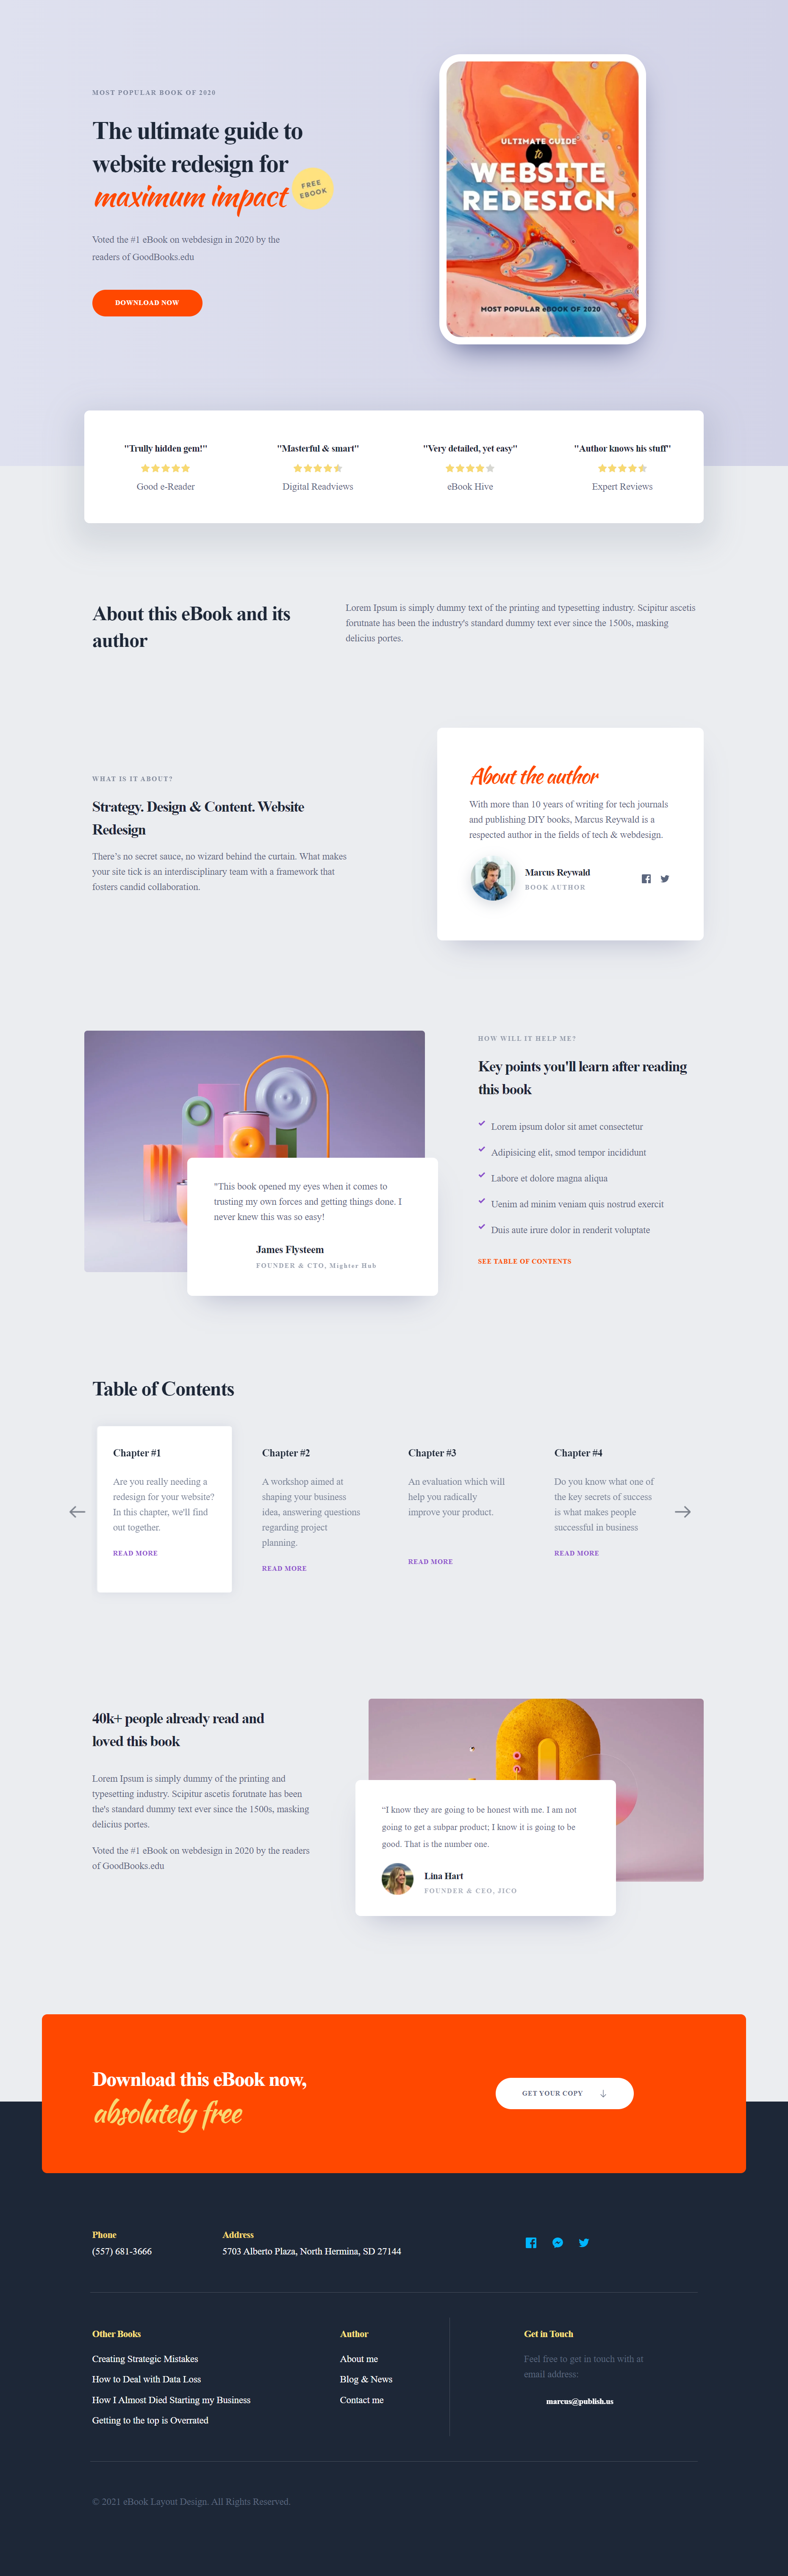 MOST POPULAR BOOK OF 2020
The ultimate guide to
website redesign for
maximum impact
FREE
EBOOK
Voted the #1 eBook on webdesign in 2020 by the
readers of GoodBooks.edu
DOWNLOAD NOW
ULTIMATE GUIDE
to
WEBSITE
REDESIGN
MOST POPULAR eBOOK OF 2020
"Trully hidden gem!"
Good e-Reader
"Masterful & smart"
Digital Readviews
"Very detailed, yet easy"
eBook Hive
"Author knows his stuff"
Expert Reviews
About this eBook and its
author
Lorem Ipsum is simply dummy text of the printing and typesetting industry. Scipitur ascetis
forutnate has been the industry's standard dummy text ever since the 1500s, masking
delicius portes.
WHAT IS IT ABOUT?
Strategy. Design & Content. Website
Redesign
There's no secret sauce, no wizard behind the curtain. What makes
your site tick is an interdisciplinary team with a framework that
fosters candid collaboration.
About the author
With more than 10 years of writing for tech journals
and publishing DIY books, Marcus Reywald is a
respected author in the fields of tech & webdesign.
Marcus Reywald
BOOK AUTHOR
"This book opened my eyes when it comes to
trusting my own forces and getting things done. I
never knew this was so easy!
James Flysteem
FOUNDER & CTO, Mighter Hub
HOW WILL IT HELP ME?
Key points you'll learn after reading
this book
Lorem ipsum dolor sit amet consectetur
Adipisicing elit, smod tempor incididunt
Labore et dolore magna aliqua
Uenim ad minim veniam quis nostrud exercit
Duis aute irure dolor in renderit voluptate
SEE TABLE OF CONTENTS
Table of Contents
Chapter #1
Are you really needing a
redesign for your website?
In this chapter, we'll find
out together.
READ MORE
Chapter #2
A workshop aimed at
shaping your business
idea, answering questions
regarding project
planning.
READ MORE
Chapter #3
An evaluation which will
help you radically
improve your product.
READ MORE
Chapter #4
Do you know what one of
the key secrets of success
is what makes people
successful in business
READ MORE
40k+ people already read and
loved this book
Lorem Ipsum is simply dummy of the printing and
typesetting industry. Scipitur ascetis forutnate has been
the's standard dummy text ever since the 1500s, masking
delicius portes.
Voted the #1 eBook on webdesign in 2020 by the readers
of GoodBooks.edu
“I know they are going to be honest with me. I am not
going to get a subpar product; I know it is going to be
good. That is the number one.
Lina Hart
FOUNDER & CEO, JICO
Download this eBook now,
absolutely free
GET YOUR COPY
Phone
(557) 681-3666
Address
5703 Alberto Plaza, North Hermina, SD 27144
Other Books
Creating Strategic Mistakes
How to Deal with Data Loss
How I Almost Died Starting my Business
Getting to the top is Overrated
Author
About me
Blog & News
Contact me
Get in Touch
Feel free to get in touch with at
email address:
marcus@publish.us
© 2021 eBook Layout Design. All Rights Reserved.